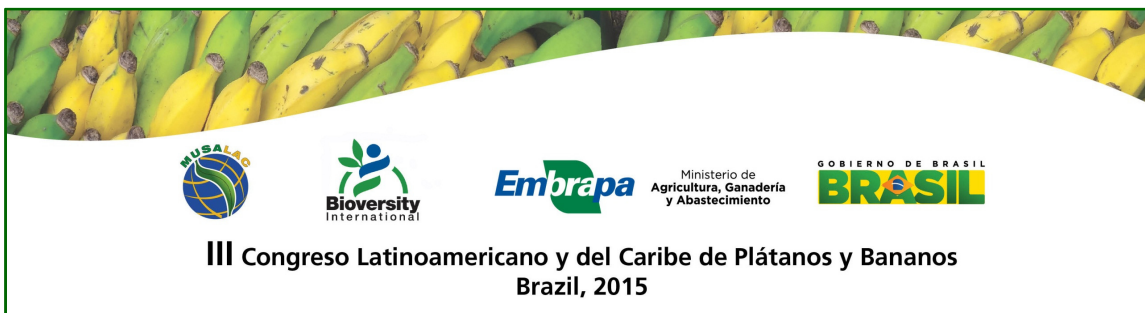 MUSALAC
Bioversity
International
Embrapa
Ministerio de
Agricultura, Ganadería
y Abastecimiento
GOBIERNO DE BRASIL
BRASIL
III Congreso Latinoamericano y del Caribe de Plátanos y Bananos
Brazil, 2015